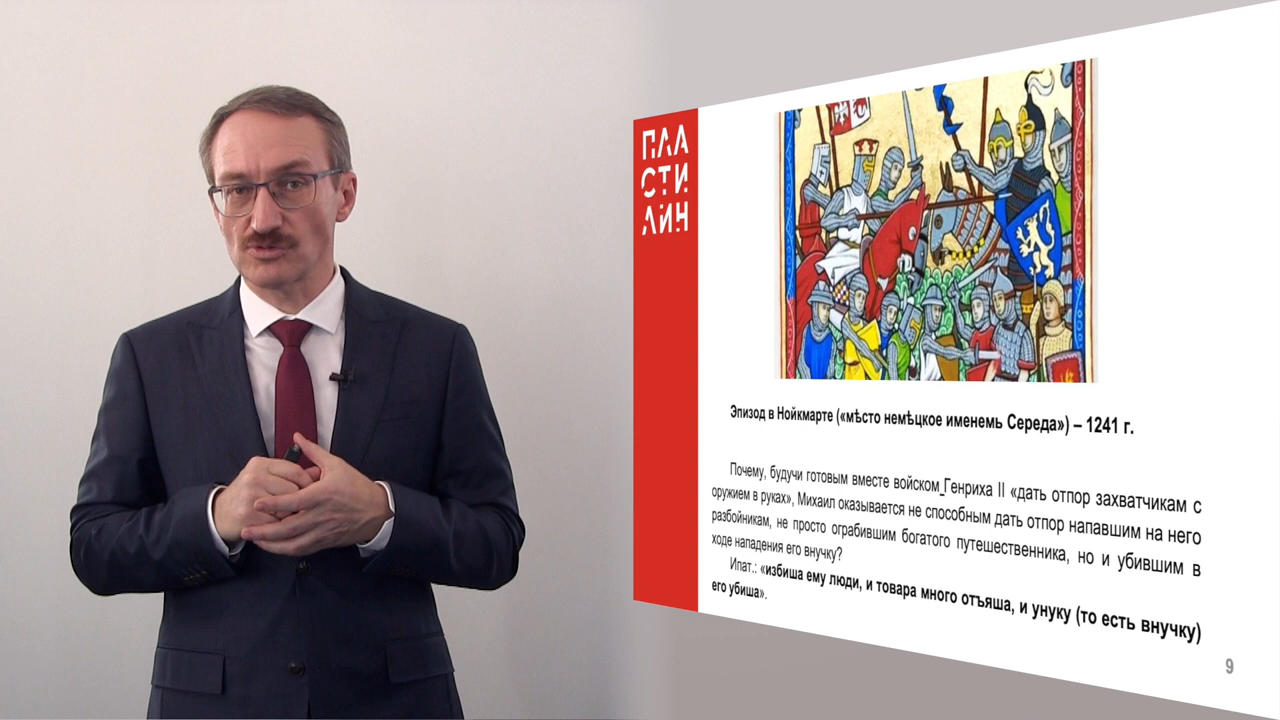 ПЛА
СТИ
ЛИН
Эпизод в Нойкмарте («мѣсто немѣцкое именемь Середа») – 1241 г.
Почему, будучи готовым вместе войском_Генриха II «дать отпор захватчикам с
оружием в руках», Михаил оказывается не способным дать отпор напавшим на него
разбойникам, не просто ограбившим богатого путешественника, но и убившим в
ходе нападения его внучку?
Ипат.: «избиша ему люди, и товара много отъяша, и унуку (то есть внучку)
его убиша».
9